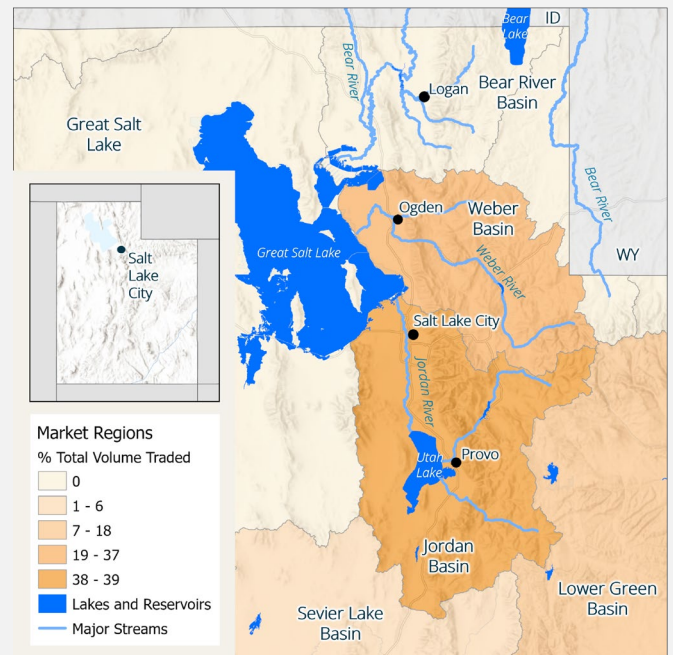 Bear
Lake
ID
Bear River
Logan
Bear River
Basin
Great Salt
Lake
Bear River
Ogden
Weber
Basin
Great Salt Lake
Weber River
WY
Salt
Lake
City
Salt Lake City
Jordan River
Utah
Lake
Provo
Jordan
Basin
Lower Green
Basin
Sevier Lake
Basin
Market Regions
% Total Volume Traded
0
1 - 6
7 - 18
19 - 37
38 - 39
Lakes and Reservoirs
Major Streams